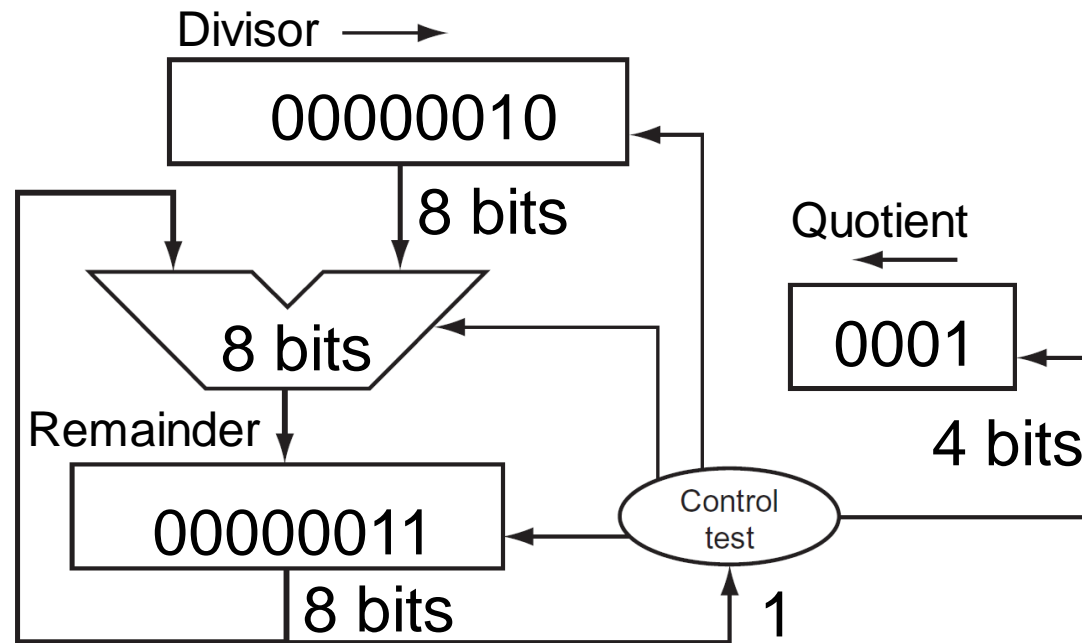 Divisor
00000010
8 bits
Quotient
8 bits
0001
Remainder
4 bits
Control
test
00000011
8 bits
1